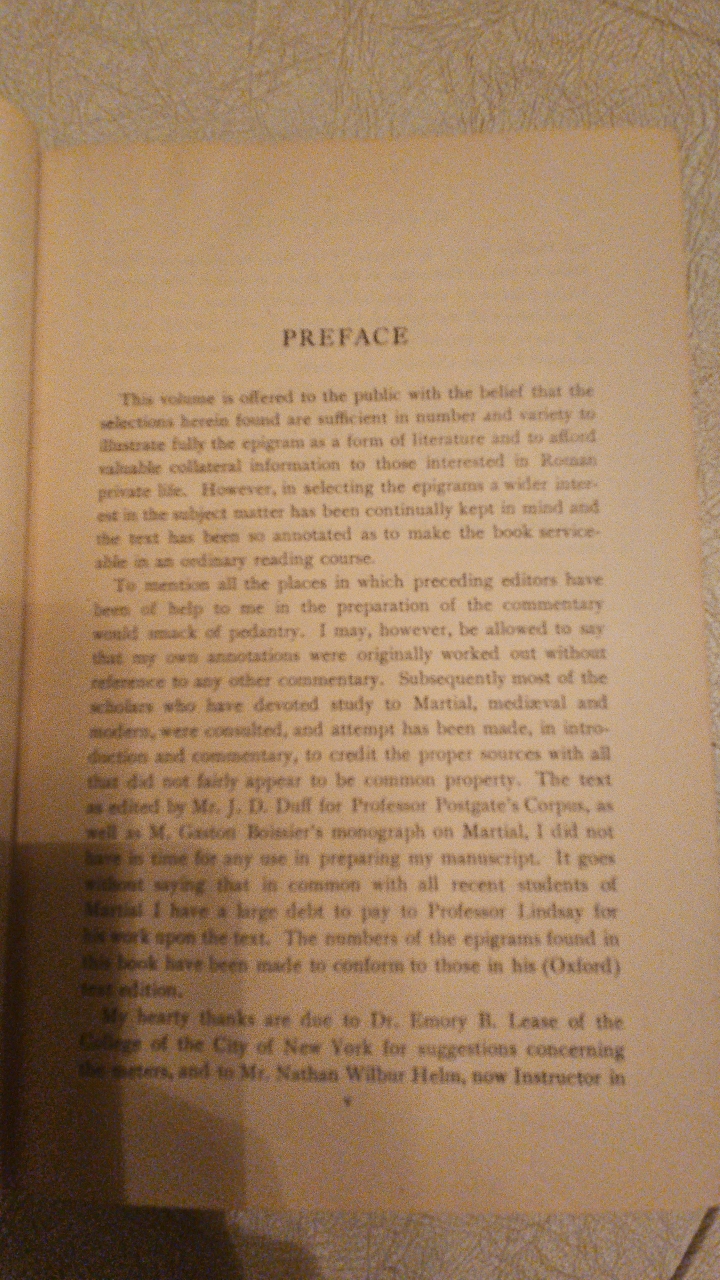 PREFACE
This volume is offered to the public with the belief that the
selections herein found are sufficient in number and variety to
illustrate fully the epigram as a form of literature and to afford
valuable collateral information to those interested in Roman
private life. However, in selecting the epigrams a wider inter-
est in the subject matter has been continually kept in mind and
the text has been so annotated as to make the book service-
able in an ordinary reading course.
To mention all the places in which preceding editors have
been of help to me in the preparation of the commentary
would smack of pedantry. I may, however, be allowed to say
that my own annotations were originally worked out without
reference to any other commentary. Subsequently most of the
scholars who have devoted study to Martial, mediæval and
modern, were consulted, and attempt has been made, in intro-
duction and commentary, to credit the proper sources with all
that did not fairly appear to be common property. The text
as edited by Mr. J. D. Duff for Professor Postgate's Corpus, as
well as M. Gaston Boissier's monograph on Martial, I did not
have in time for any use in preparing my manuscript. It goes
without saying that in common with all recent students of
Martial I have a large debt to pay to Professor Lindsay for
his work upon the text. The numbers of the epigrams found in
this book have been made to conform to those in his (Oxford)
text edition.
My hearty thanks are due to Dr. Emory B. Lease of the
College of the City of New York for suggestions concerning
the meters, and to Mr. Nathan Wilbur Helm, now Instructor in
v